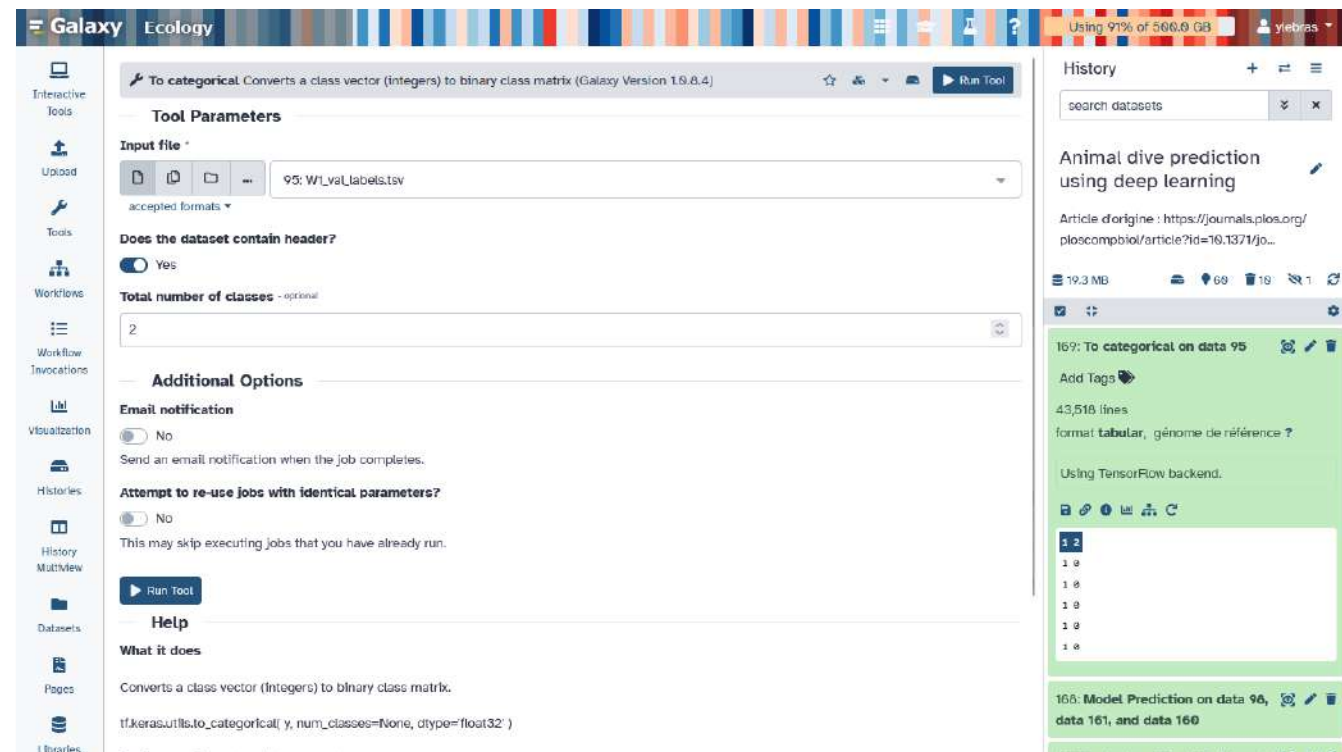 Galaxy Ecology
Using 91% of 500.0 GB
ylebras
Interactive Tools
Upload
Tools
Workflows
Workflow Invocations
Visualization
Histories
History Multiview
Datasets
Pages
Libraries
To categorical Converts a class vector (integers) to binary class matrix (Galaxy Version 1.0.8.4)
Run Tool
Tool Parameters
Input file *
95: W1_val_labels.tsv
accepted formats
Does the dataset contain header?
Yes
Total number of classes - optional
2
Additional Options
Email notification
No
Send an email notification when the job completes.
Attempt to re-use jobs with identical parameters?
No
This may skip executing jobs that you have already run.
Run Tool
Help
What it does
Converts a class vector (integers) to binary class matrix.
tf.keras.utils.to_categorical( y, num_classes=None, dtype='float32' )
History
search datasets
Animal dive prediction
using deep learning
Article d'origine : https://journals.plos.org/
ploscompbiol/article?id=10.1371/jo...
19.3 MB 60 10 1
169: To categorical on data 95
Add Tags
43,518 lines
format tabular, génome de référence ?
Using TensorFlow backend.
1 2
1 0
1 0
1 0
1 0
1 0
168: Model Prediction on data 96,
data 161, and data 160